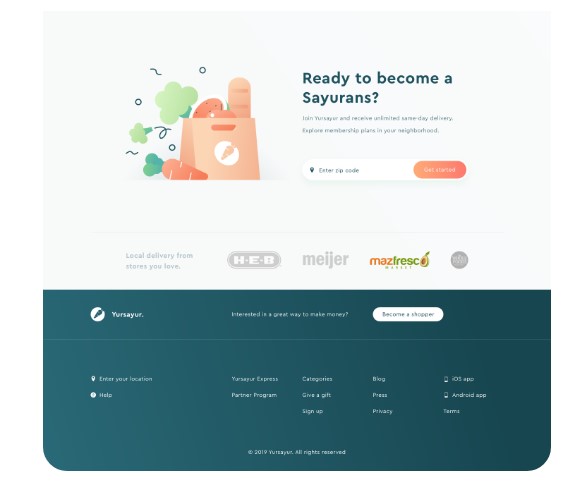 Ready to become a
Sayurans?
Join Yursayur and receive unlimited same-day delivery.
Explore membership plans in your neighborhood.
Enter zip code
Get Started
Local delivery from
stores you love.
H-E-B
meijer
mazfresco
MARKET
Yursayur.
Interested in a great way to make money?
Become a shopper
Enter your location
Yursayur Express
Categories
Blog
iOS app
Help
Partner Program
Give a gift
Press
Android app
Sign up
Privacy
Terms
© 2019 Yursayur. All rights reserved